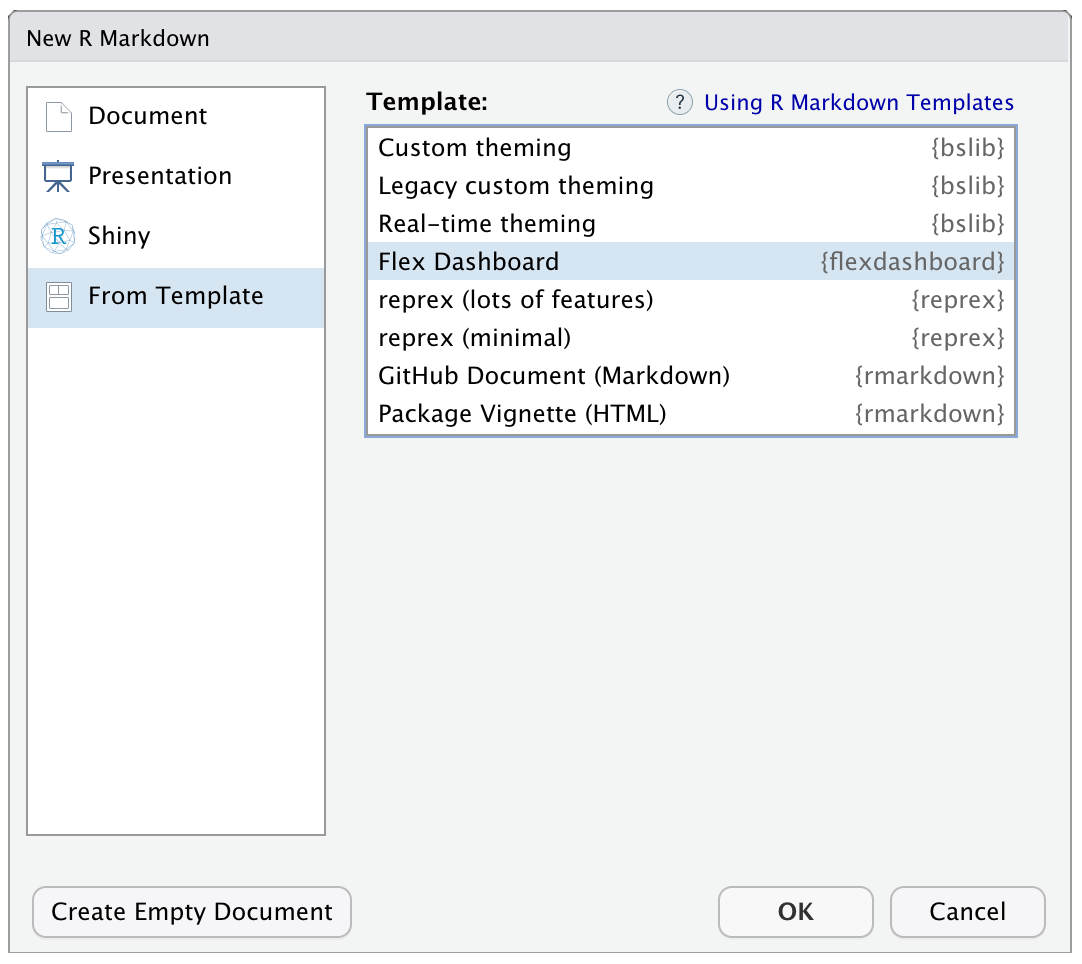 New R Markdown
Document
Presentation
R Shiny
From Template
Template: ? Using R Markdown Templates
Custom theming {bslib}
Legacy custom theming {bslib}
Real-time theming {bslib}
Flex Dashboard {flexdashboard}
reprex (lots of features) {reprex}
reprex (minimal) {reprex}
GitHub Document (Markdown) {rmarkdown}
Package Vignette (HTML) {rmarkdown}
Create Empty Document OK Cancel